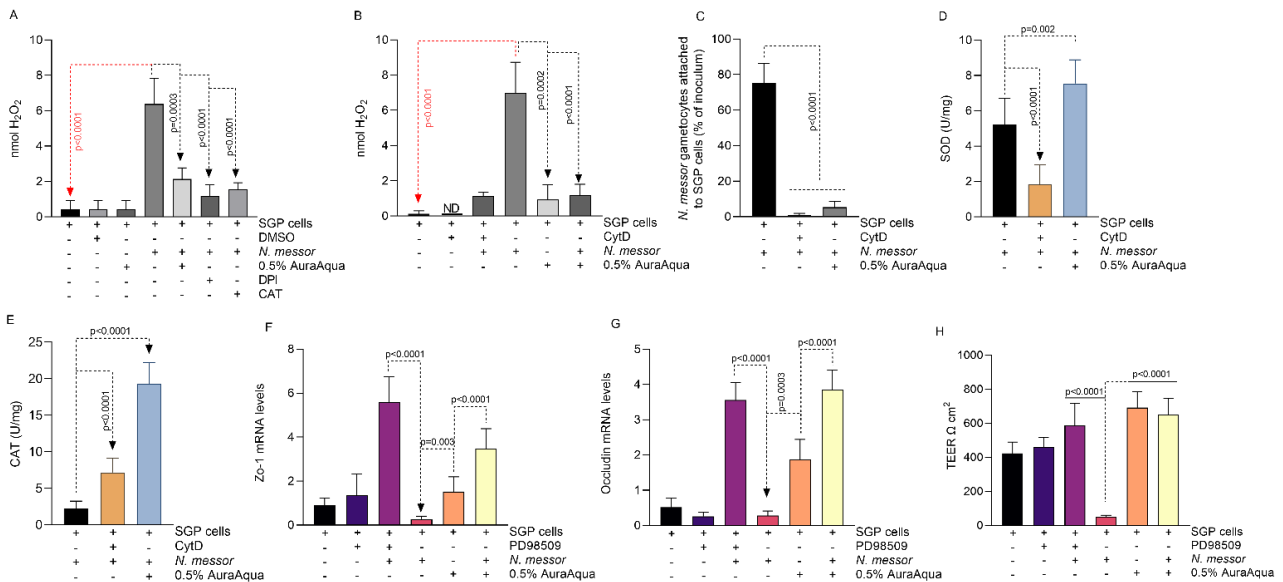 A
10
8
6
4
2
0
nmol H₂O₂
p<0.0001
p=0.0003
p<0.0001
p<0.0001
+ + + + + + + + SGP cells
- + - - - - - - DMSO
- - - + + + + + N. messor
- - + - + - - - 0.5% AuraAqua
- - - - - - + - DPI
- - - - - - - + CAT
B
10
8
6
4
2
0
nmol H₂O₂
p<0.0001
p=0.0002
p<0.0001
ND
+ + + + + + SGP cells
- + + - - - CytD
- - + + - + N. messor
- - - - + + 0.5% AuraAqua
C
100
80
60
40
20
0
N. messor gametocytes attached
to SGP cells (% of inoculum)
p<0.0001
+ + + SGP cells
- + - CytD
+ + + N. messor
- - + 0.5% AuraAqua
D
10
8
6
4
2
0
SOD (U/mg)
p=0.002
p<0.0001
+ + + SGP cells
- + - CytD
+ + + N. messor
- - + 0.5% AuraAqua
E
25
20
15
10
5
0
CAT (U/mg)
p<0.0001
p<0.0001
+ + + SGP cells
- + - CytD
+ + + N. messor
- - + 0.5% AuraAqua
F
8
6
4
2
0
Zo-1 mRNA levels
p<0.0001
p<0.0001
p=0.003
+ + + + + + SGP cells
- + + - - - PD98509
- - + + - + N. messor
- - - - + + 0.5% AuraAqua
G
5
4
3
2
1
0
Occludin mRNA levels
p<0.0001
p=0.0003
p<0.0001
+ + + + + + SGP cells
- + + - - - PD98509
- - + + - + N. messor
- - - - + + 0.5% AuraAqua
H
1000
800
600
400
200
0
TEER Ω cm²
p<0.0001
p<0.0001
+ + + + + + SGP cells
- + + - - - PD98509
- - + + - + N. messor
- - - - + + 0.5% AuraAqua